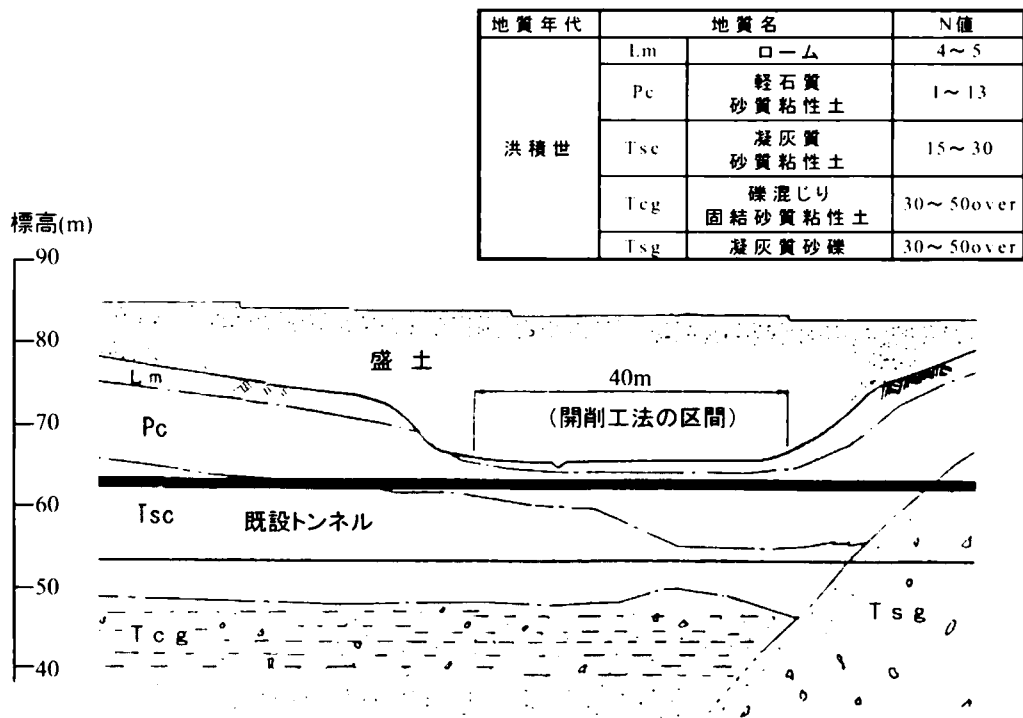 地質年代 地質名 N値
洪積世
Lm ローム 4～5
Pc 軽石質
砂質粘性土 1～13
Tsc 凝灰質
砂質粘性土 15～30
Tcg 礫混じり
固結砂質粘性土 30～50over
Tsg 凝灰質砂礫 30～50over
標高(m)
90
80
70
60
50
40
盛土
Lm
40m
(開削工法の区間)
Pc
Tsc
既設トンネル
Tcg
Tsg